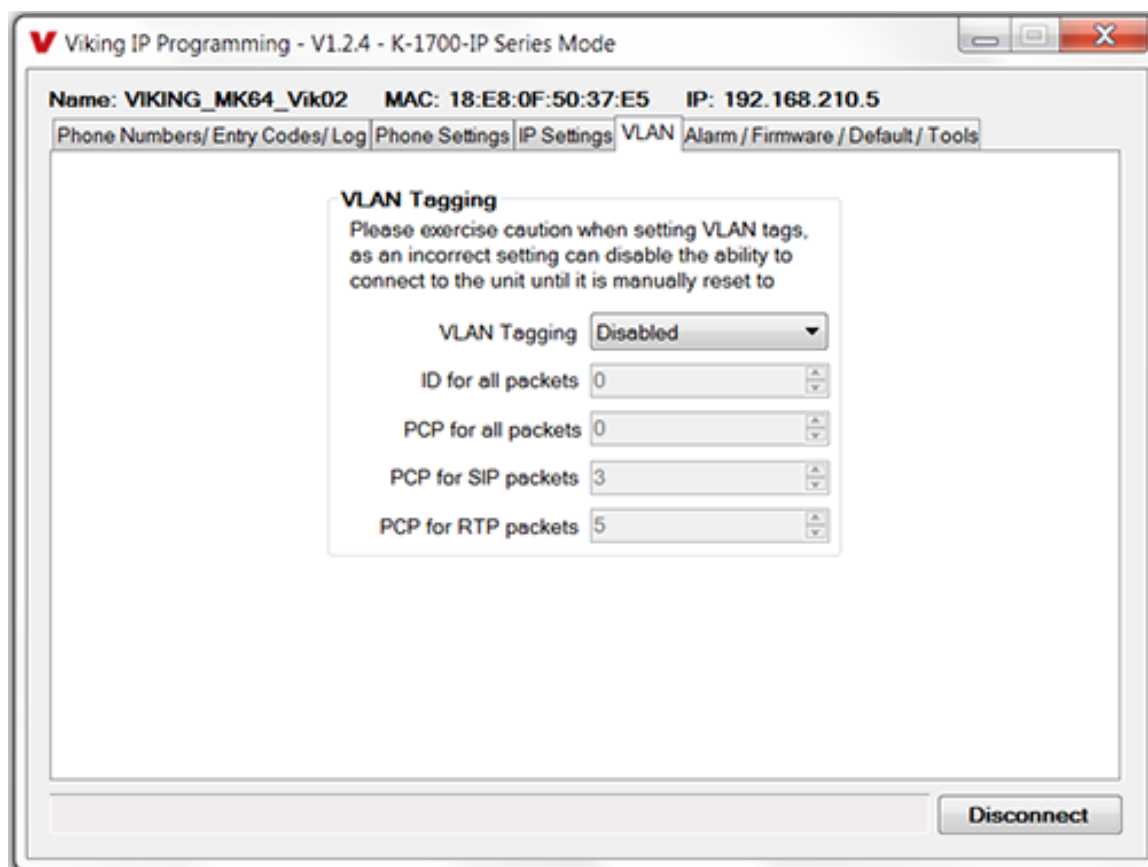 Viking IP Programming - V1.2.4 - K-1700-IP Series Mode
Name: VIKING_MK64_Vik02 MAC: 18:E8:0F:50:37:E5 IP: 192.168.210.5
Phone Numbers/ Entry Codes/ Log Phone Settings IP Settings VLAN Alarm / Firmware / Default / Tools
VLAN Tagging
Please exercise caution when setting VLAN tags,
as an incorrect setting can disable the ability to
connect to the unit until it is manually reset to
VLAN Tagging Disabled
ID for all packets 0
PCP for all packets 0
PCP for SIP packets 3
PCP for RTP packets 5
Disconnect